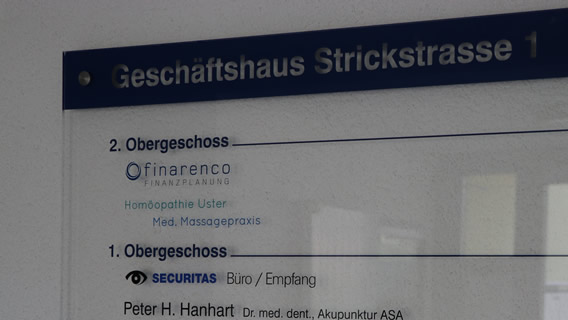 Geschäftshaus Strickstrasse 1
2. Obergeschoss
finarenco
FINANZPLANUNG
Homöopathie Uster
Med. Massagepraxis
1. Obergeschoss
SECURITAS Büro / Empfang
Peter H. Hanhart Dr. med. dent., Akupunktur ASA